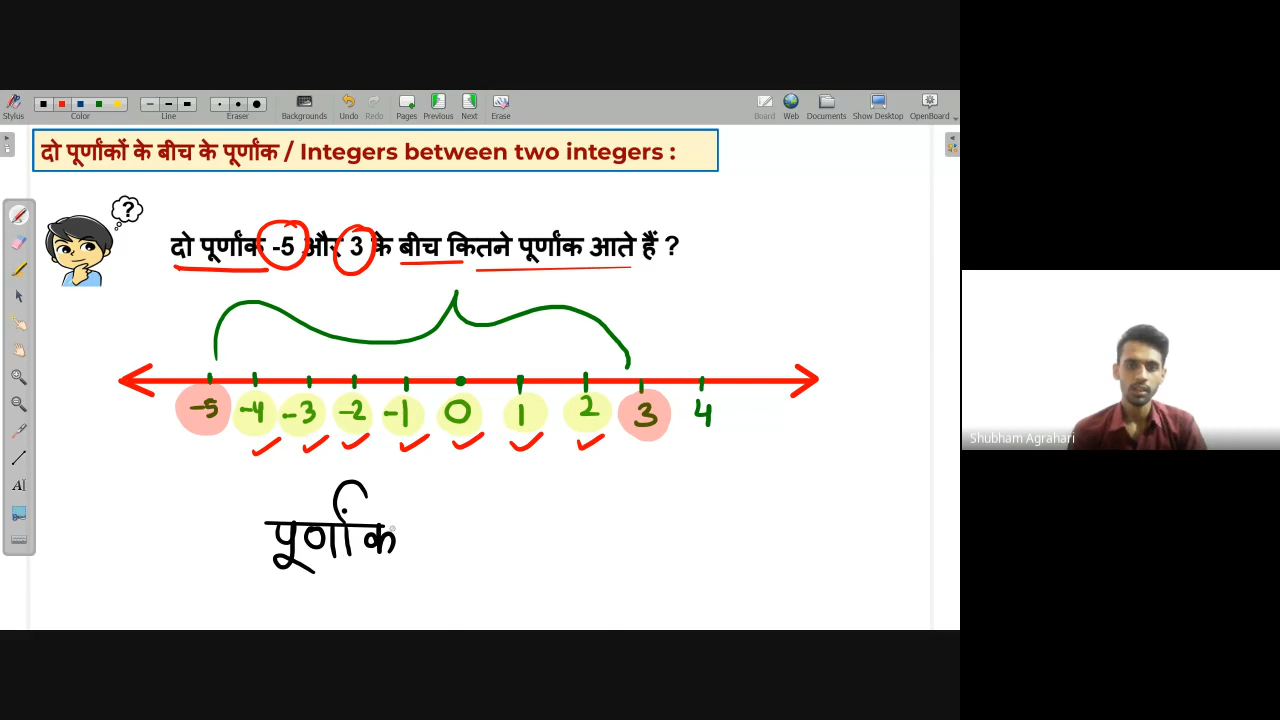 Stylus
Color
Line
Eraser
Backgrounds
Undo
Redo
Pages
Previous
Next
Erase
Board
Web
Documents
Show Desktop
OpenBoard
दो पूर्णांकों के बीच के पूर्णांक / Integers between two integers :
?
दो पूर्णांक -5 और 3 के बीच कितने पूर्णांक आते हैं ?
-5 -4 -3 -2 -1 0 1 2 3 4
पूर्णांक
Shubham Agrahari